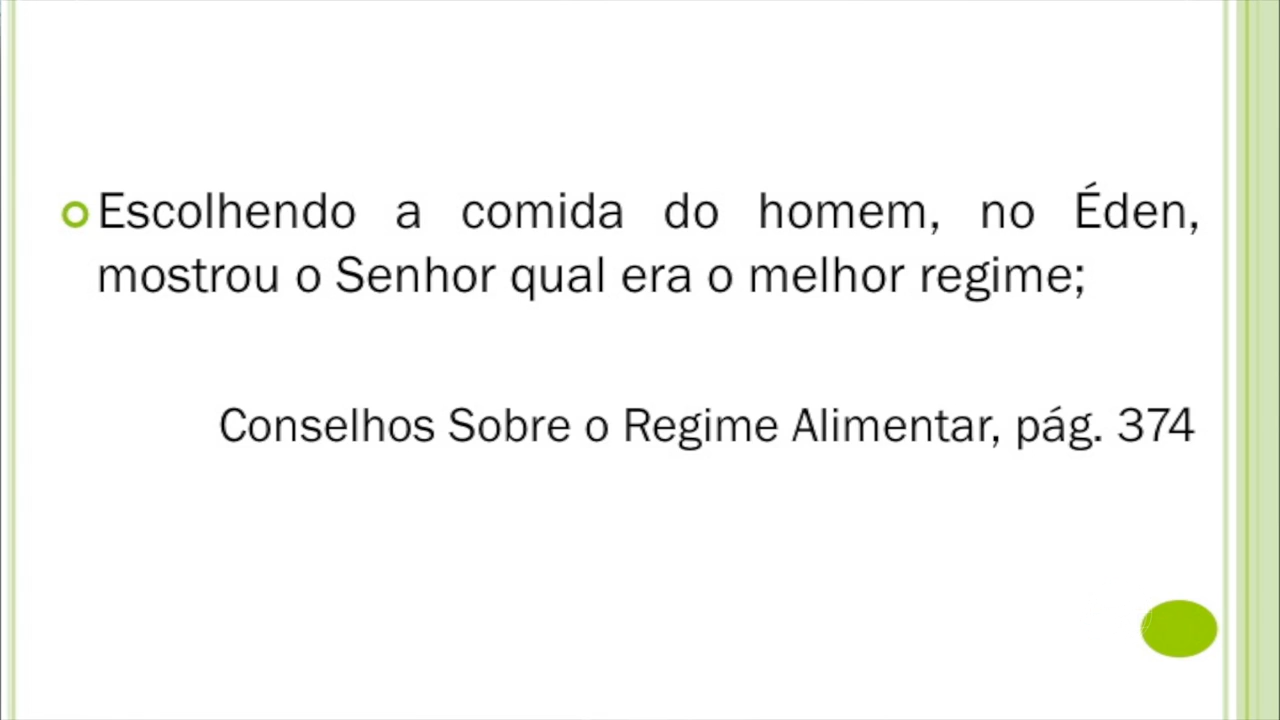 Escolhendo a comida do homem, no Éden,
mostrou o Senhor qual era o melhor regime;
Conselhos Sobre o Regime Alimentar, pág. 374